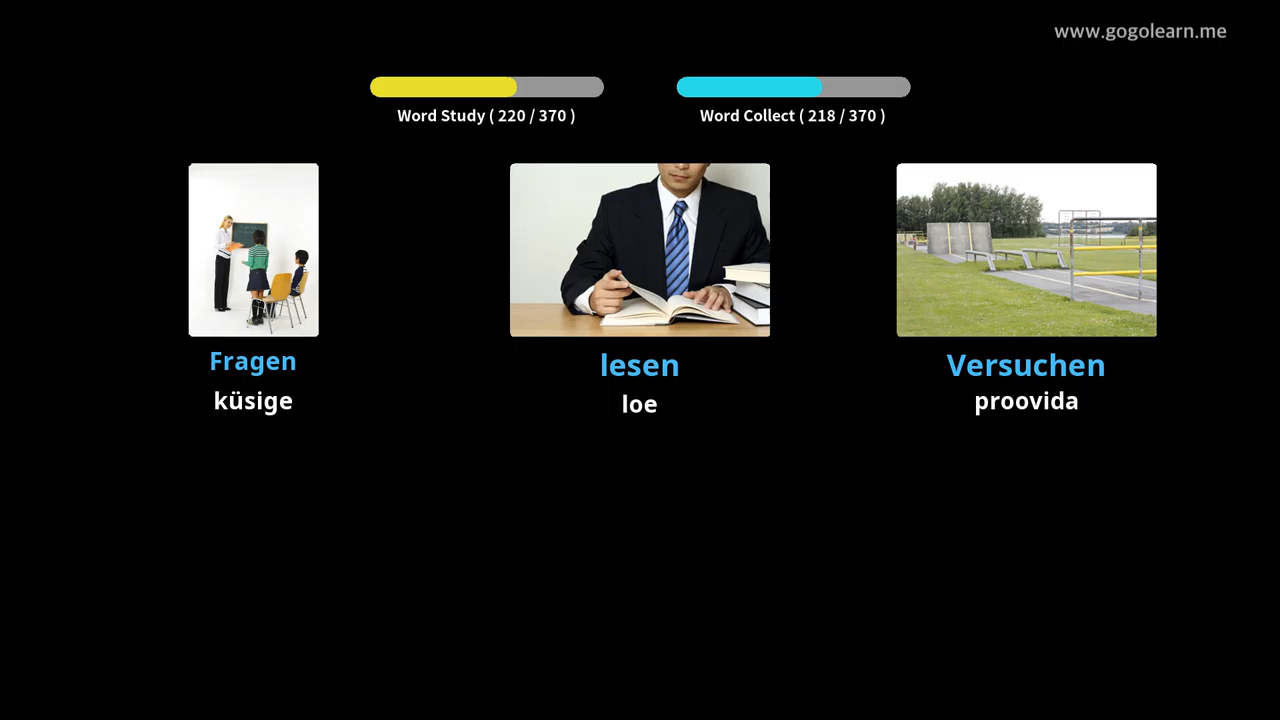 www.gogolearn.me
Word Study ( 220 / 370 )
Word Collect ( 218 / 370 )
Fragen
küsige
lesen
loe
Versuchen
proovida